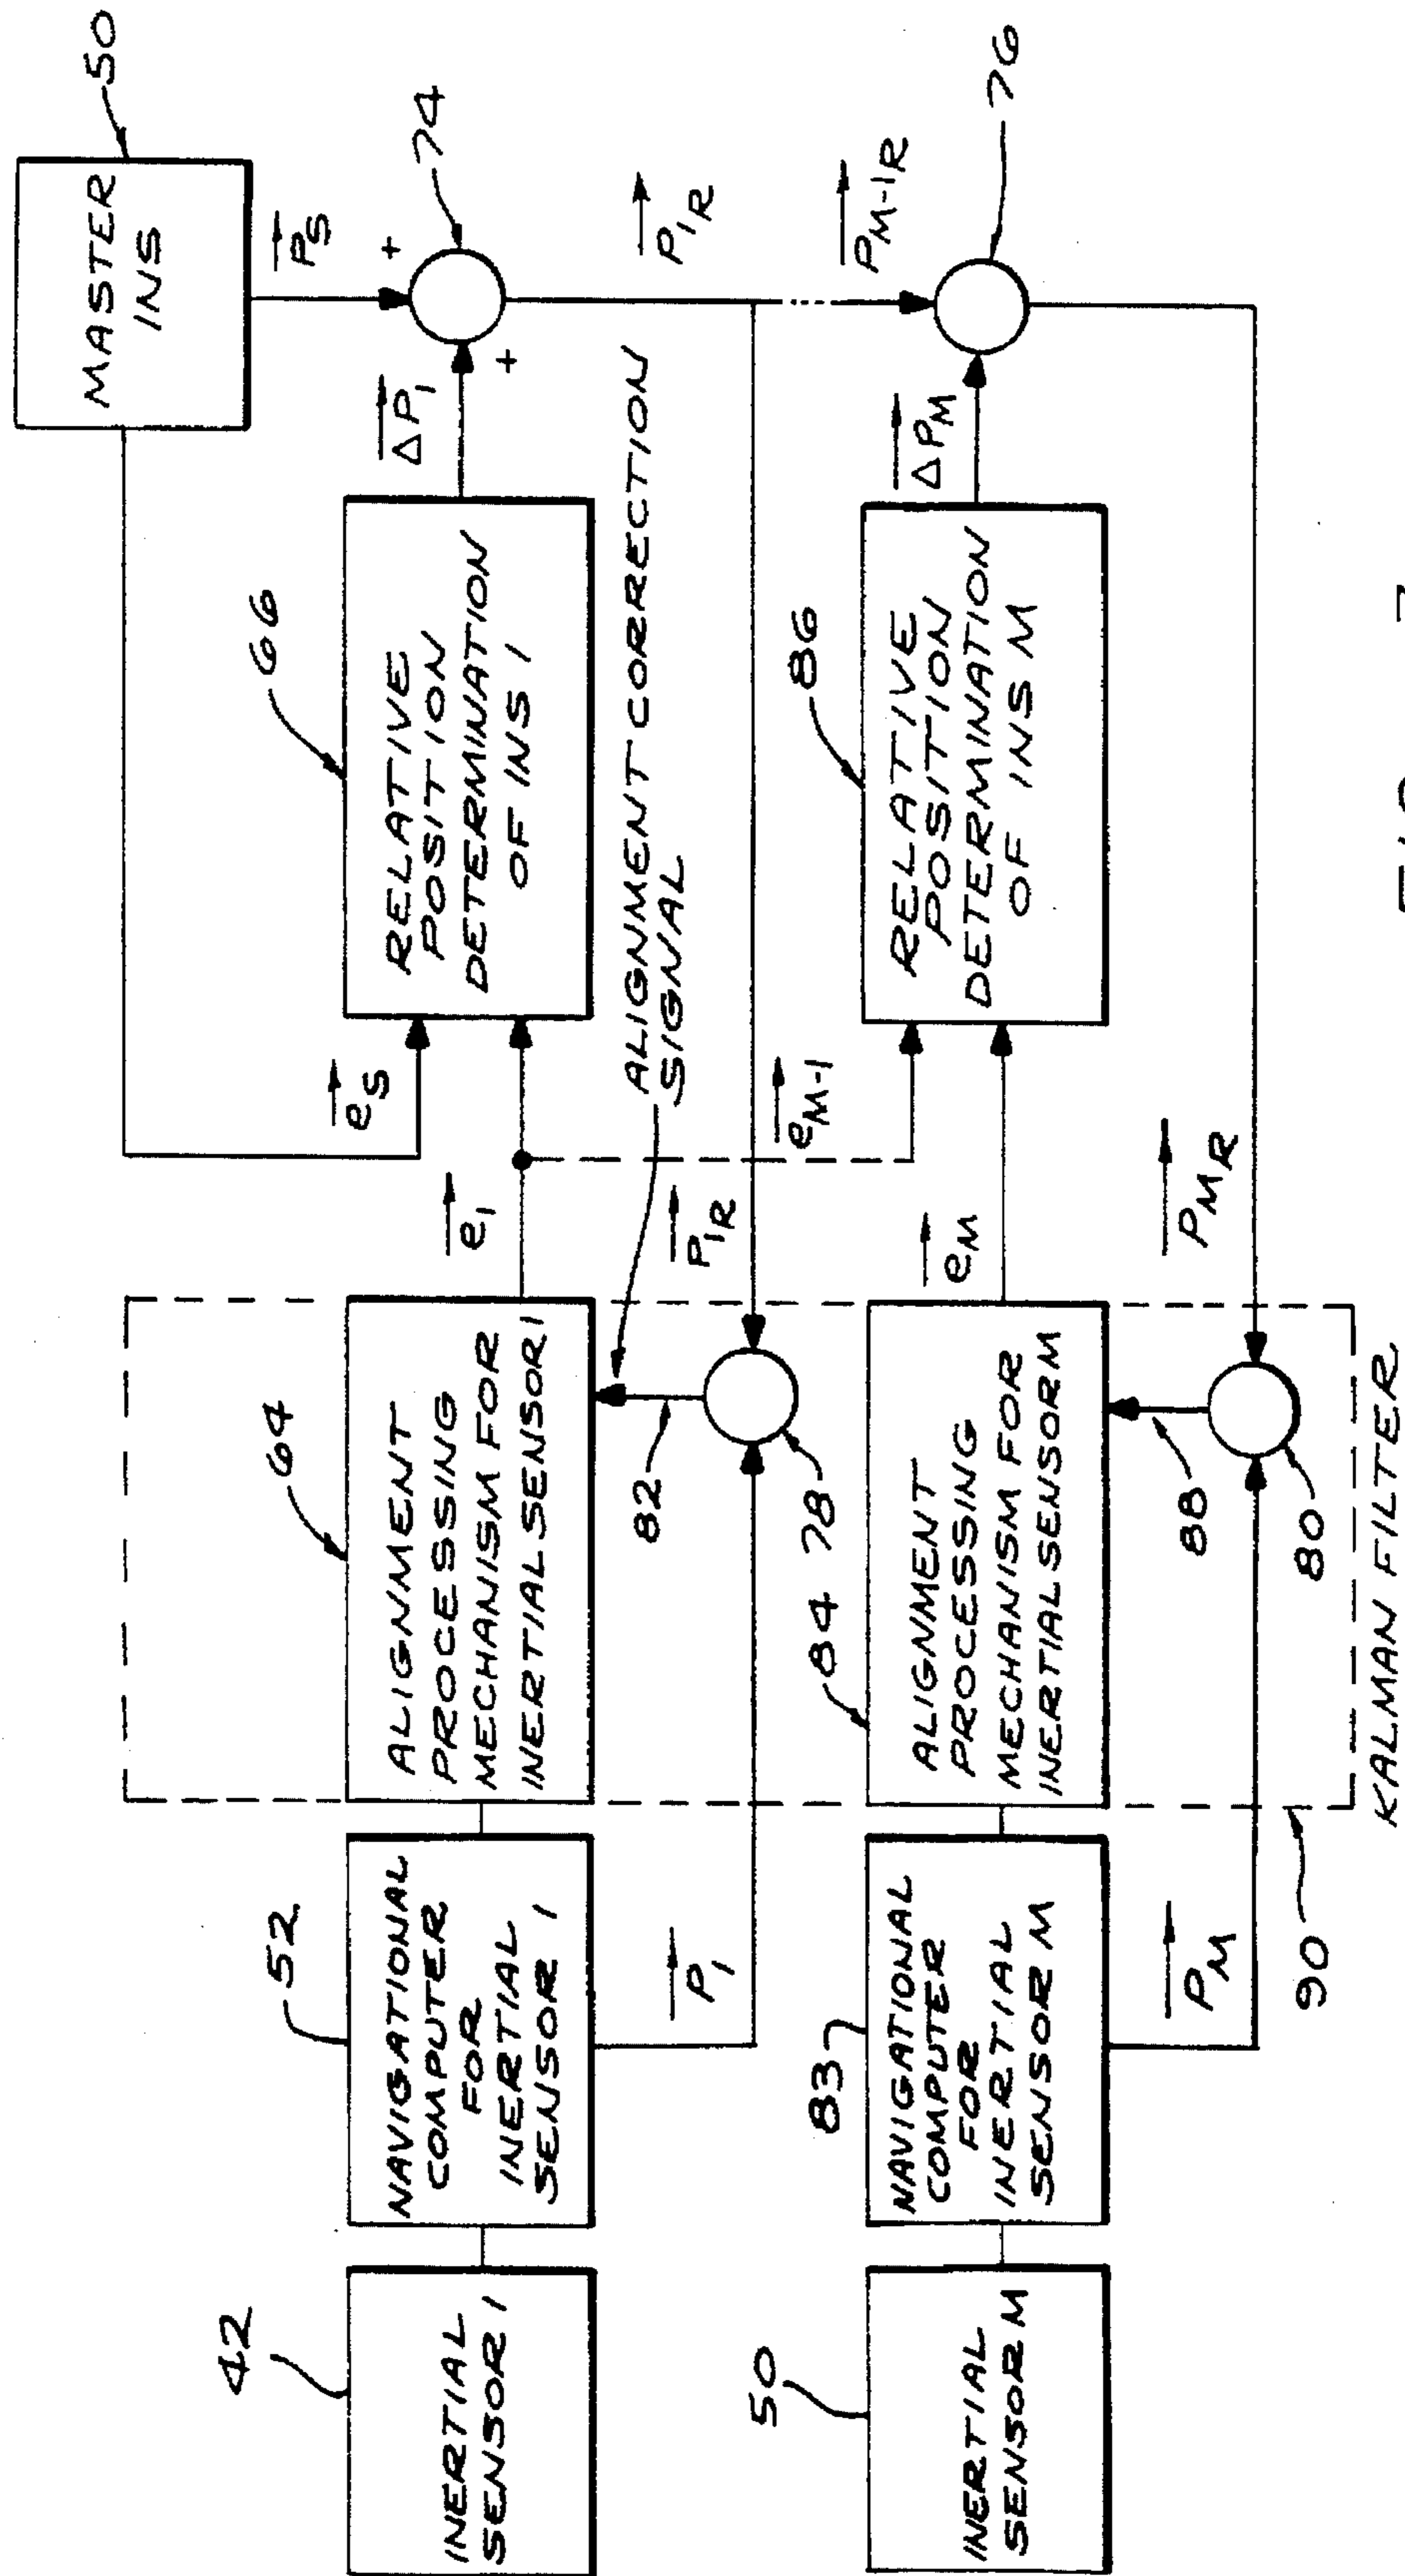 50
MASTER
INS
P_S
+
74
+
ΔP_1
P_1R
66
RELATIVE
POSITION
DETERMINATION
OF INS 1
e_S
e_1
ALIGNMENT CORRECTION
SIGNAL
64
ALIGNMENT
PROCESSING
MECHANISM FOR
INERTIAL SENSOR 1
82
78
P_1R
52
NAVIGATIONAL
COMPUTER
FOR
INERTIAL
SENSOR 1
P_1
42
INERTIAL
SENSOR 1
P_M-1R
76
ΔP_M
86
RELATIVE
POSITION
DETERMINATION
OF INS M
e_M-1
e_M
P_MR
84
ALIGNMENT
PROCESSING
MECHANISM FOR
INERTIAL SENSOR M
88
80
KALMAN FILTER
90
83
NAVIGATIONAL
COMPUTER
FOR
INERTIAL
SENSOR M
P_M
50
INERTIAL
SENSOR M